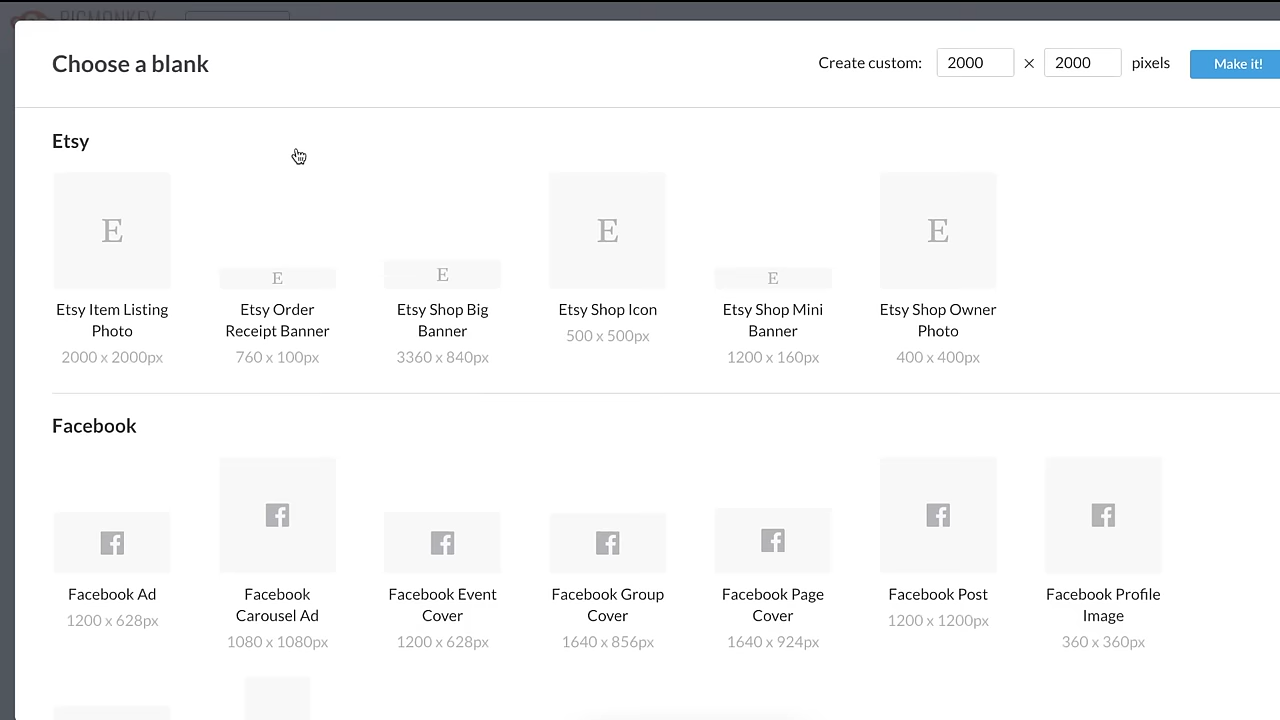 PICMONKEY
Choose a blank
Create custom: 2000 × 2000 pixels Make it!
Etsy
E E E E E E
Etsy Item Listing Photo
2000 x 2000px
Etsy Order Receipt Banner
760 x 100px
Etsy Shop Big Banner
3360 x 840px
Etsy Shop Icon
500 x 500px
Etsy Shop Mini Banner
1200 x 160px
Etsy Shop Owner Photo
400 x 400px
Facebook
Facebook Ad
1200 x 628px
Facebook Carousel Ad
1080 x 1080px
Facebook Event Cover
1200 x 628px
Facebook Group Cover
1640 x 856px
Facebook Page Cover
1640 x 924px
Facebook Post
1200 x 1200px
Facebook Profile Image
360 x 360px